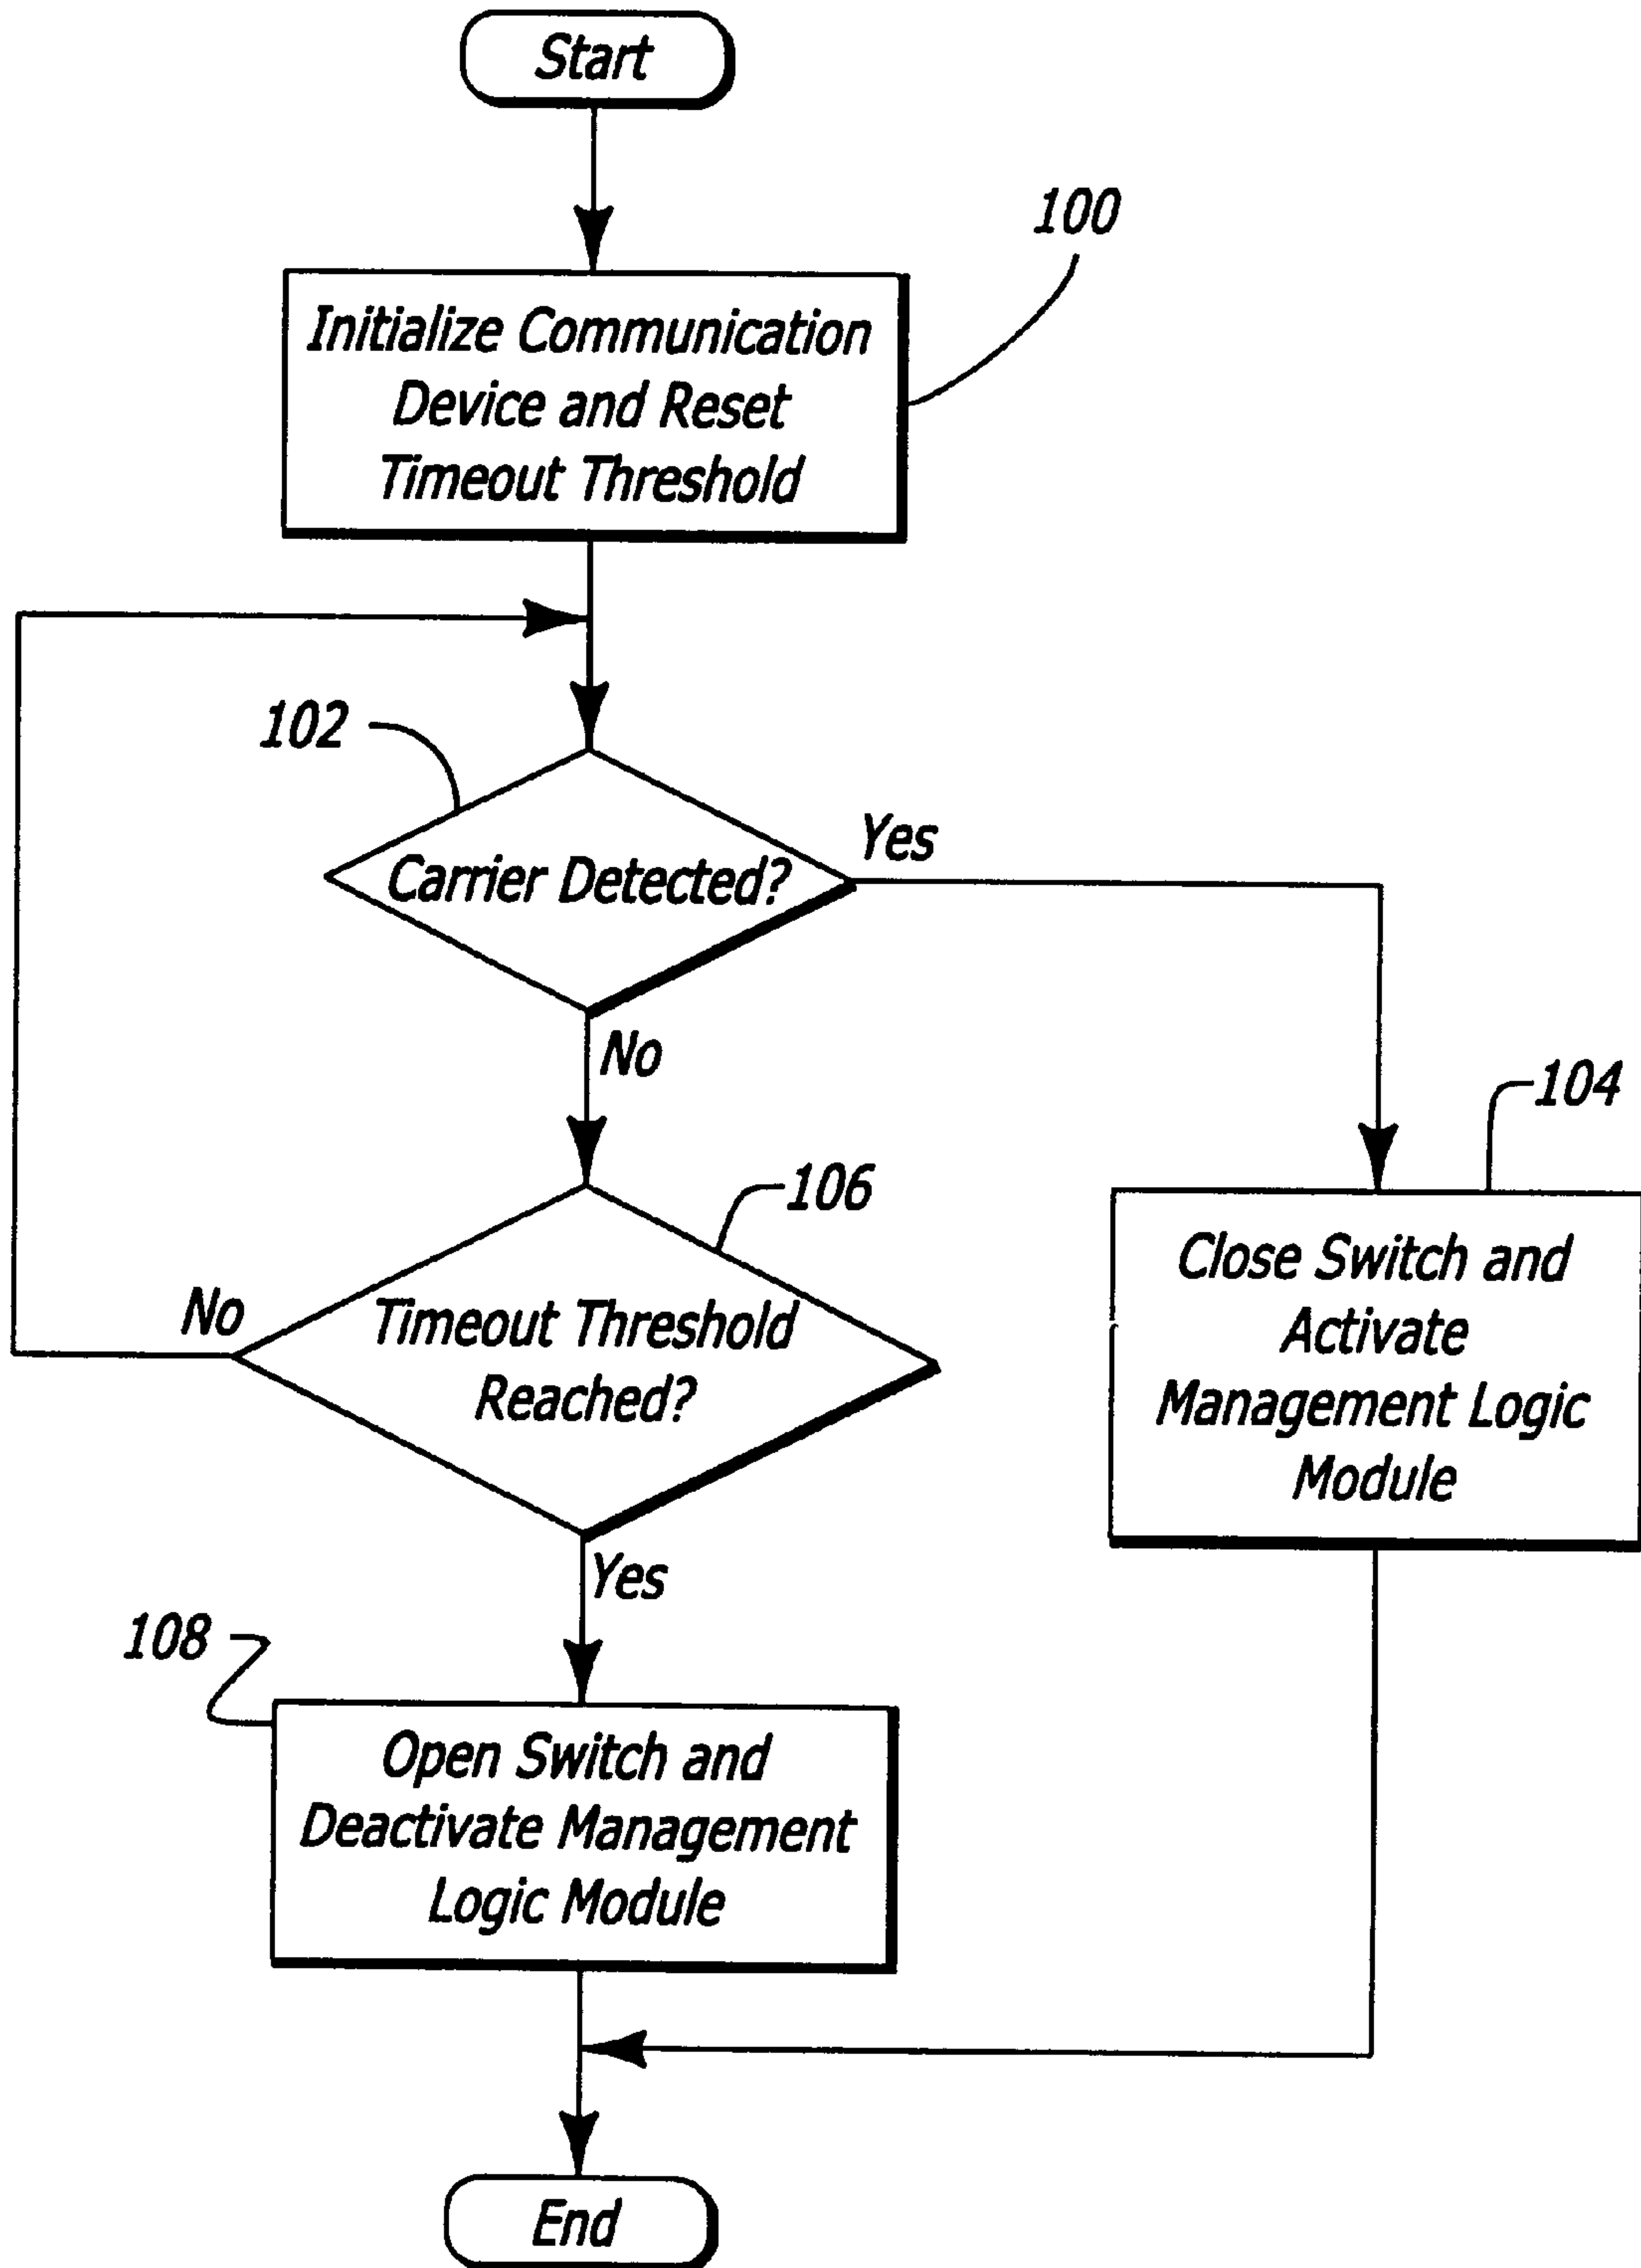 Start
100
Initialize Communication
Device and Reset
Timeout Threshold
102
Carrier Detected?
Yes
No
104
106
Close Switch and
Activate
Management Logic
Module
No
Timeout Threshold
Reached?
Yes
108
Open Switch and
Deactivate Management
Logic Module
End